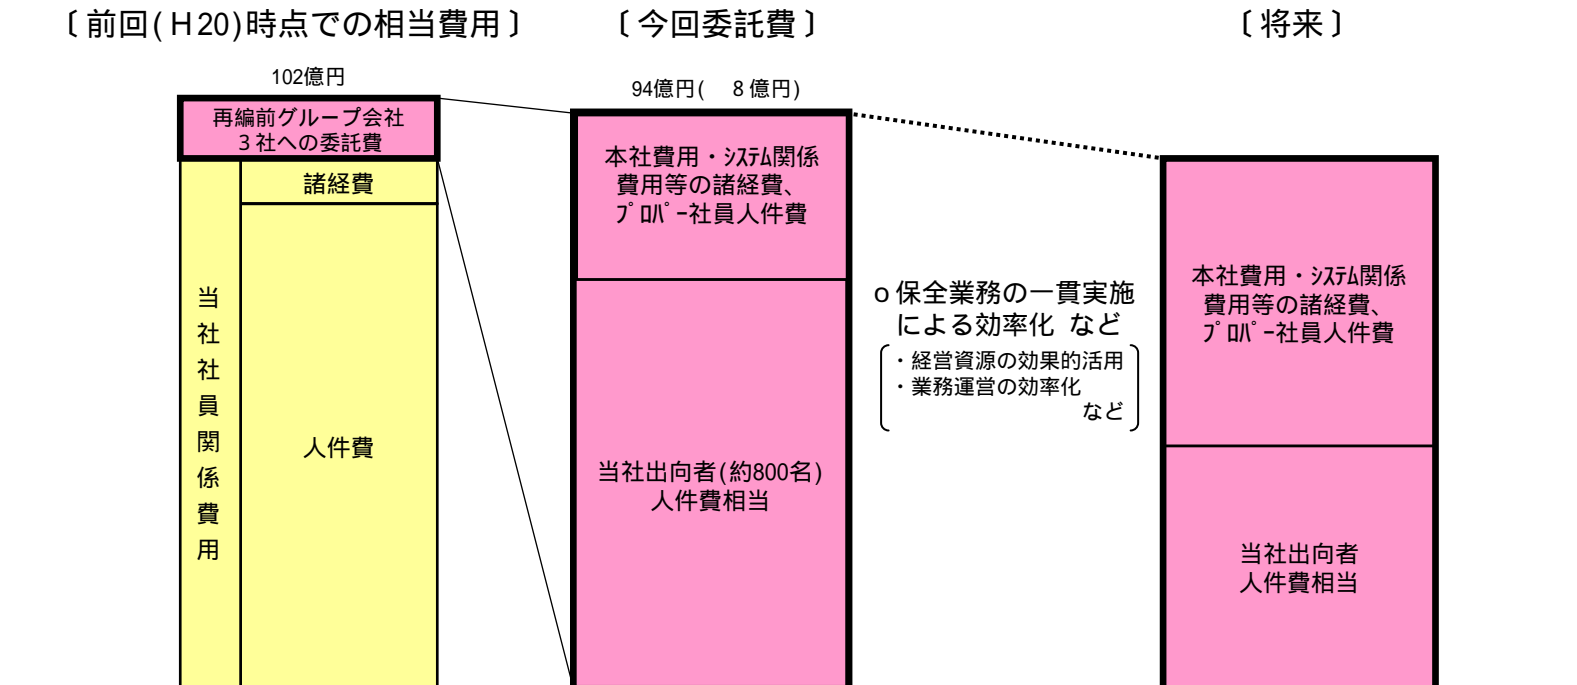 〔前回(H20)時点での相当費用〕
〔今回委託費〕
〔将来〕
102億円
94億円(　8億円)
再編前グループ会社
3社への委託費
諸経費
人件費
当社社員関係費用
本社費用・ｼｽﾃﾑ関係
費用等の諸経費、
ﾌﾟﾛﾊﾟｰ社員人件費
当社出向者(約800名)
人件費相当
o 保全業務の一貫実施
による効率化 など
・経営資源の効果的活用
・業務運営の効率化
など
本社費用・ｼｽﾃﾑ関係
費用等の諸経費、
ﾌﾟﾛﾊﾟｰ社員人件費
当社出向者
人件費相当